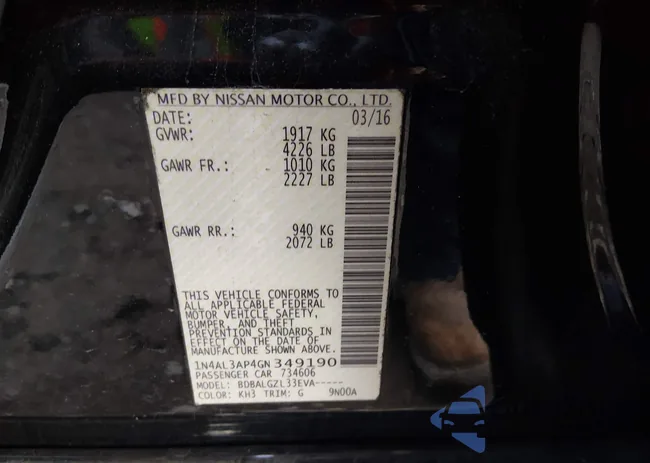 MFD BY NISSAN MOTOR CO., LTD.
DATE: 03/16
GVWR: 1917 KG
4226 LB
GAWR FR.: 1010 KG
2227 LB
GAWR RR.: 940 KG
2072 LB
THIS VEHICLE CONFORMS TO
ALL APPLICABLE FEDERAL
MOTOR VEHICLE SAFETY,
BUMPER, AND THEFT
PREVENTION STANDARDS IN
EFFECT ON THE DATE OF
MANUFACTURE SHOWN ABOVE.
1N4AL3AP4GN349190
PASSENGER CAR 734606
MODEL: BDBALGZL33EVA-----
COLOR: KH3 TRIM: G 9N00A